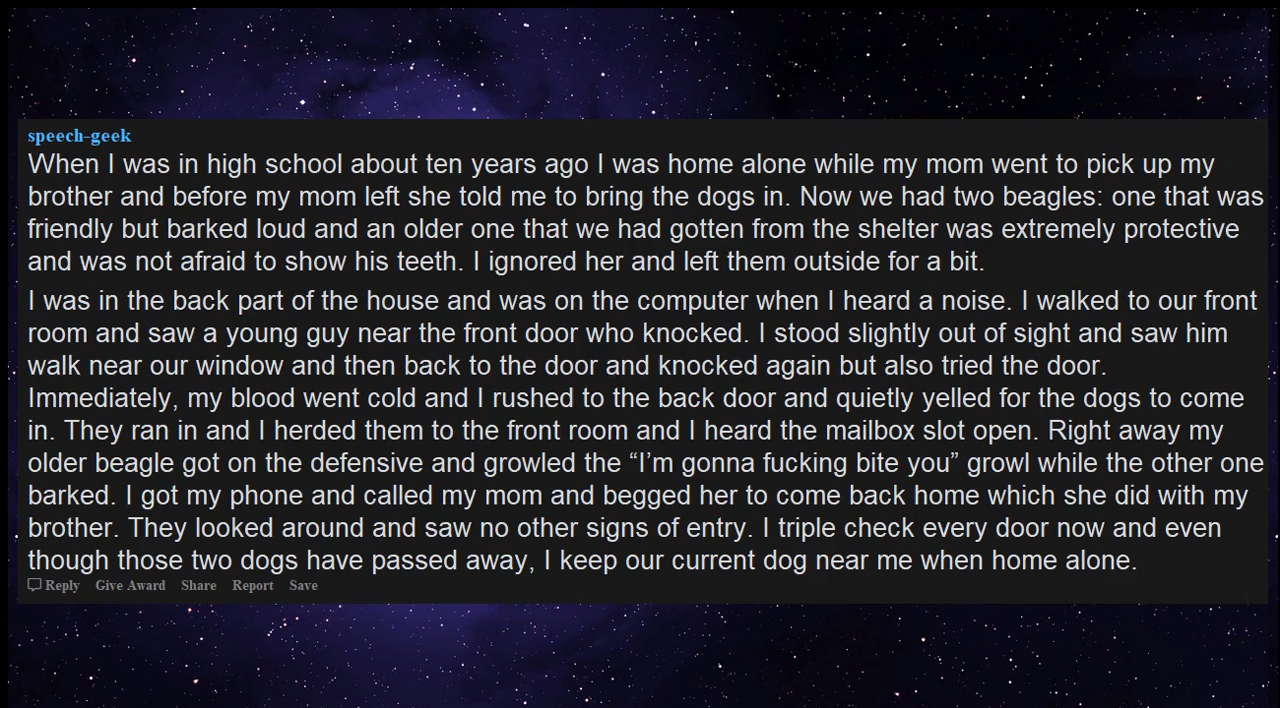 speech-geek
When I was in high school about ten years ago I was home alone while my mom went to pick up my
brother and before my mom left she told me to bring the dogs in. Now we had two beagles: one that was
friendly but barked loud and an older one that we had gotten from the shelter was extremely protective
and was not afraid to show his teeth. I ignored her and left them outside for a bit.
I was in the back part of the house and was on the computer when I heard a noise. I walked to our front
room and saw a young guy near the front door who knocked. I stood slightly out of sight and saw him
walk near our window and then back to the door and knocked again but also tried the door.
Immediately, my blood went cold and I rushed to the back door and quietly yelled for the dogs to come
in. They ran in and I herded them to the front room and I heard the mailbox slot open. Right away my
older beagle got on the defensive and growled the “I’m gonna fucking bite you” growl while the other one
barked. I got my phone and called my mom and begged her to come back home which she did with my
brother. They looked around and saw no other signs of entry. I triple check every door now and even
though those two dogs have passed away, I keep our current dog near me when home alone.
Reply Give Award Share Report Save